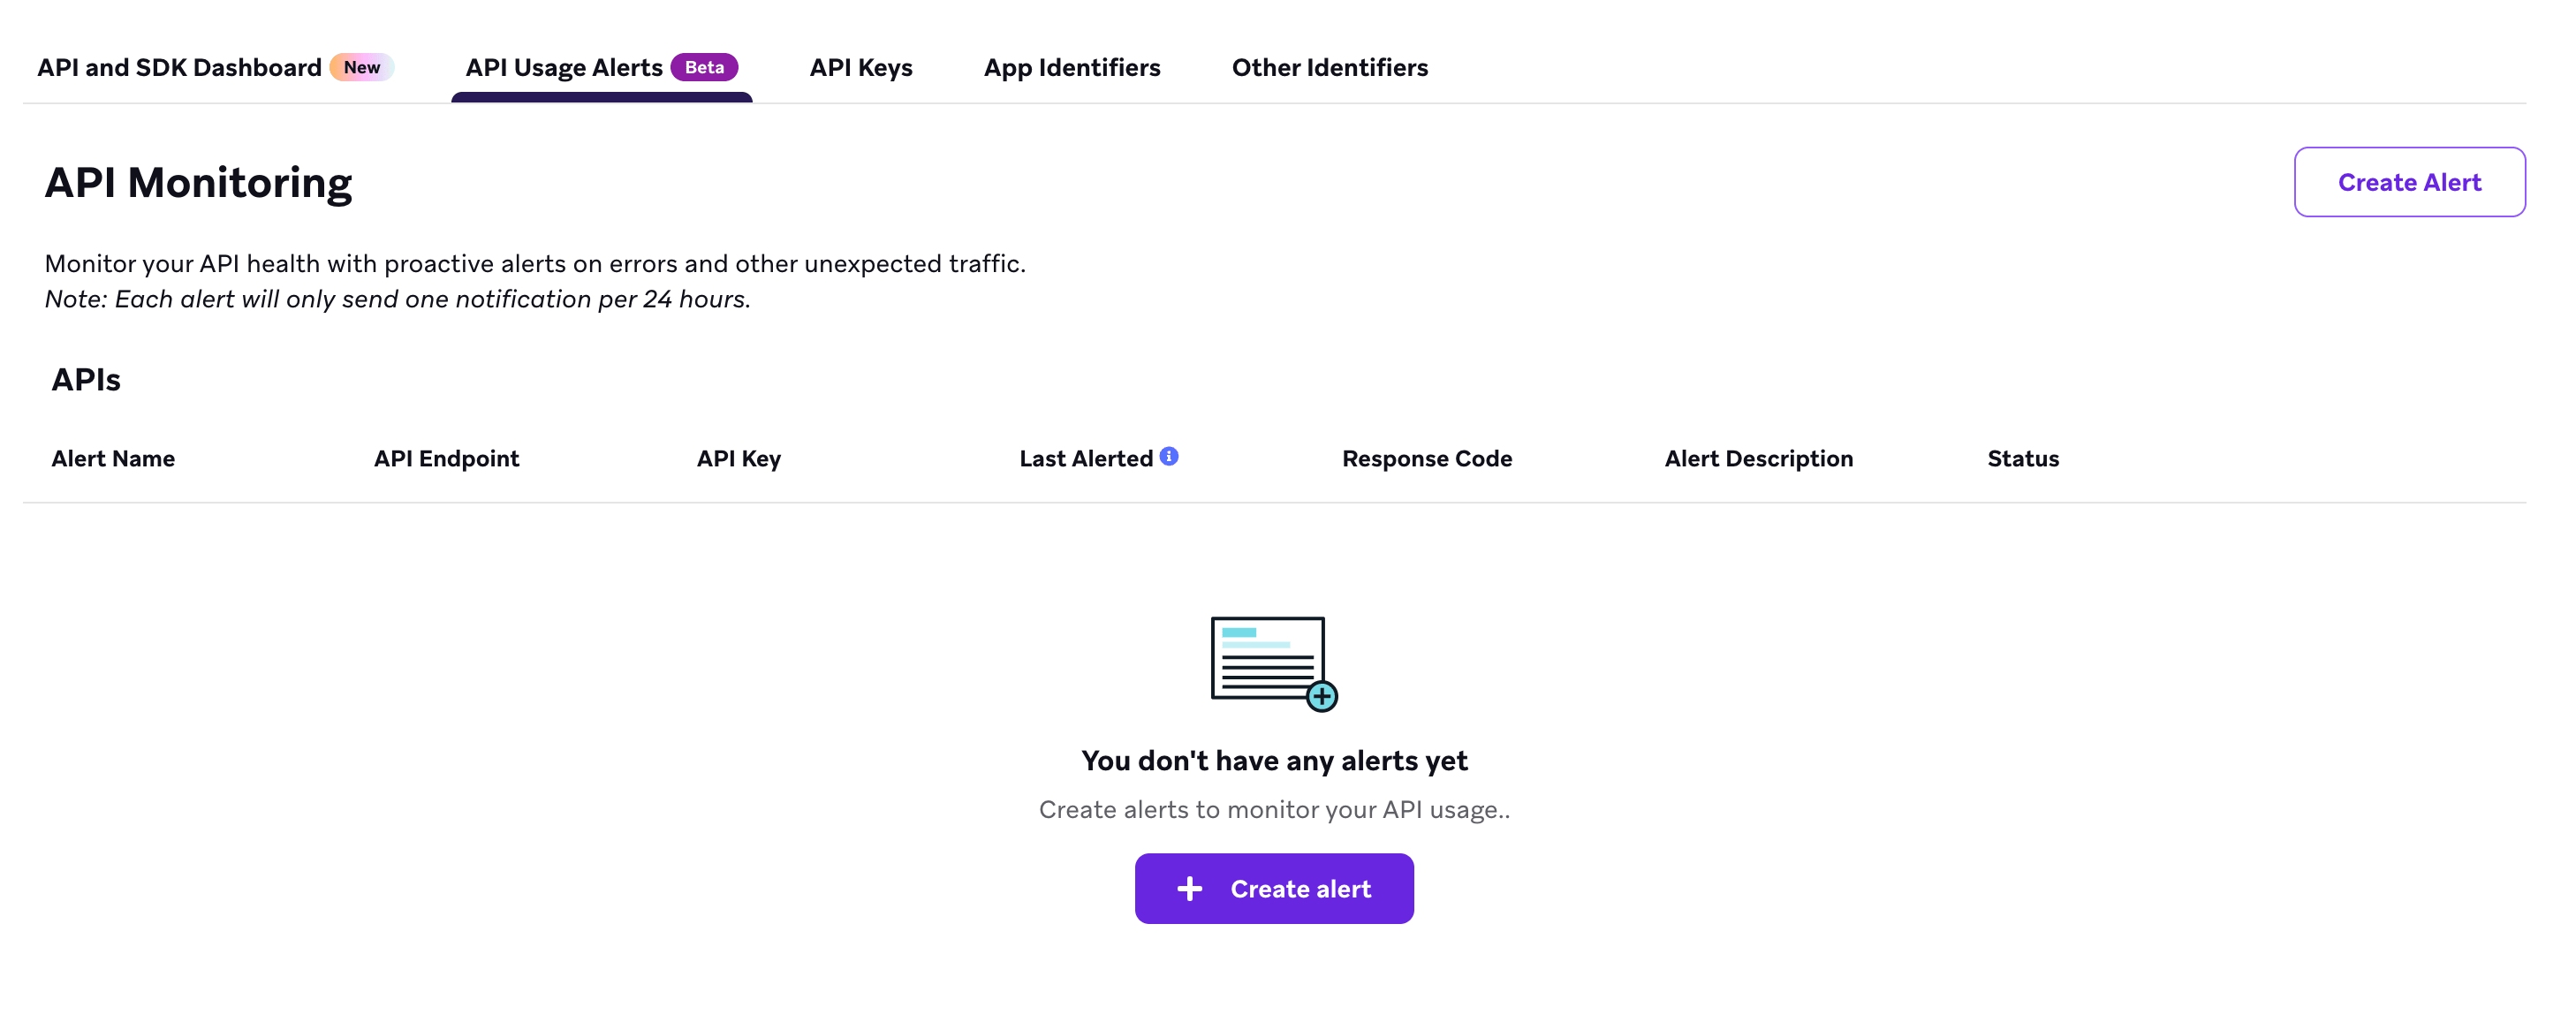 API and SDK Dashboard New API Usage Alerts Beta API Keys App Identifiers Other Identifiers
API Monitoring
Create Alert
Monitor your API health with proactive alerts on errors and other unexpected traffic.
Note: Each alert will only send one notification per 24 hours.
APIs
Alert Name API Endpoint API Key Last Alerted i Response Code Alert Description Status
You don't have any alerts yet
Create alerts to monitor your API usage..
+ Create alert